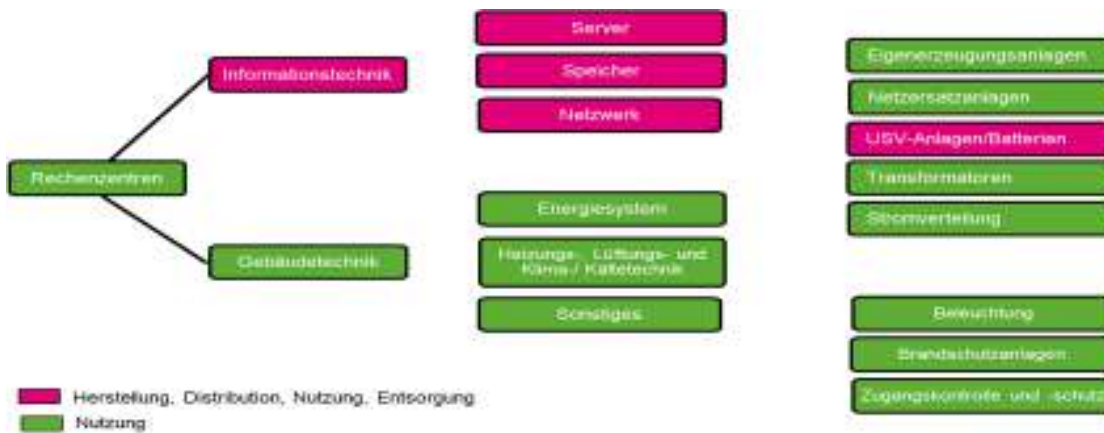 Server
Informationstechnik
Speicher
Netzwerk
Rechenzentren
Energiesystem
Gebäudetechnik
Heizungs-, Lüftungs- und
Klima-/ Kältetechnik
Sonstiges
Eigenerzeugungsanlagen
Netzersatzanlagen
USV-Anlagen/Batterien
Transformatoren
Stromverteilung
Beleuchtung
Brandschutzanlagen
Zugangskontrolle und -schutz
Herstellung, Distribution, Nutzung, Entsorgung
Nutzung